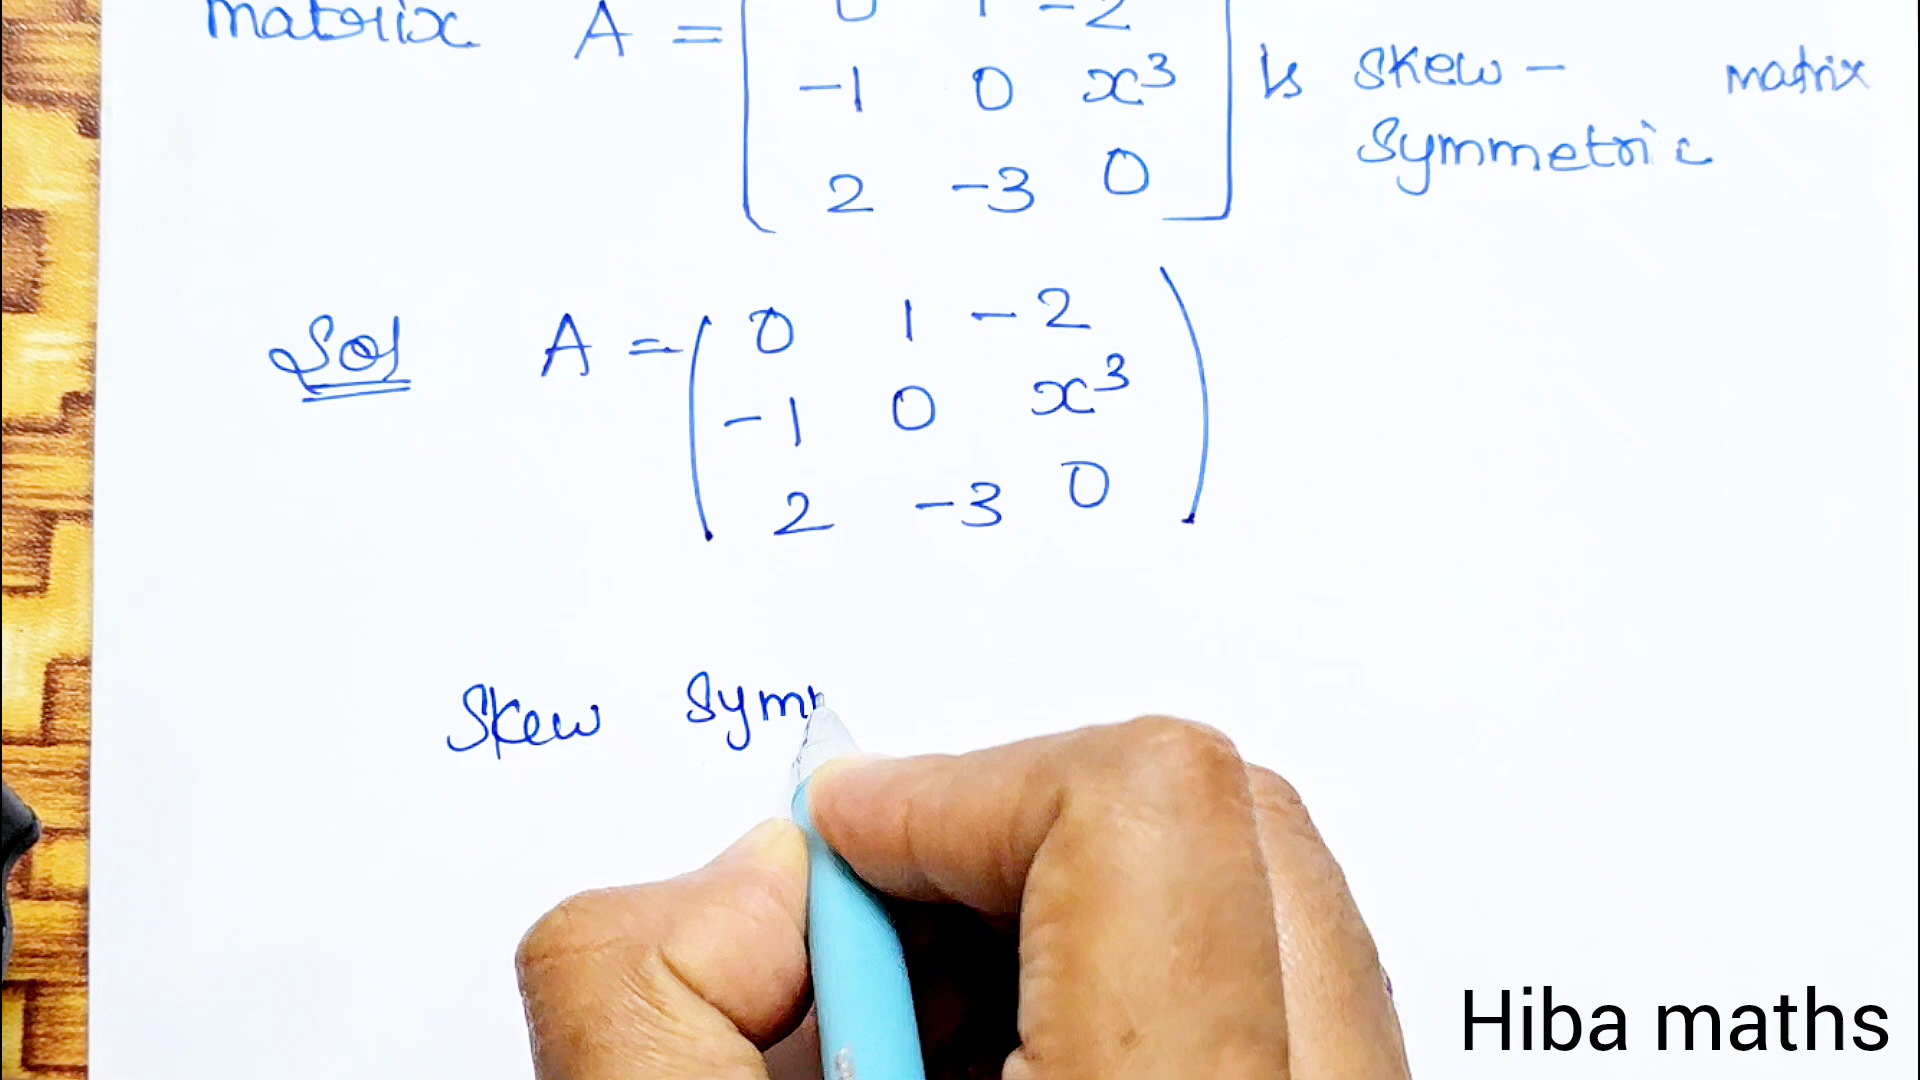 matrix A = [ 0 1 -2
-1 0 x³
2 -3 0 ] is skew - matrix
Symmetric
Sol A = ( 0 1 -2
-1 0 x³
2 -3 0 )
Skew Sym
Hiba maths